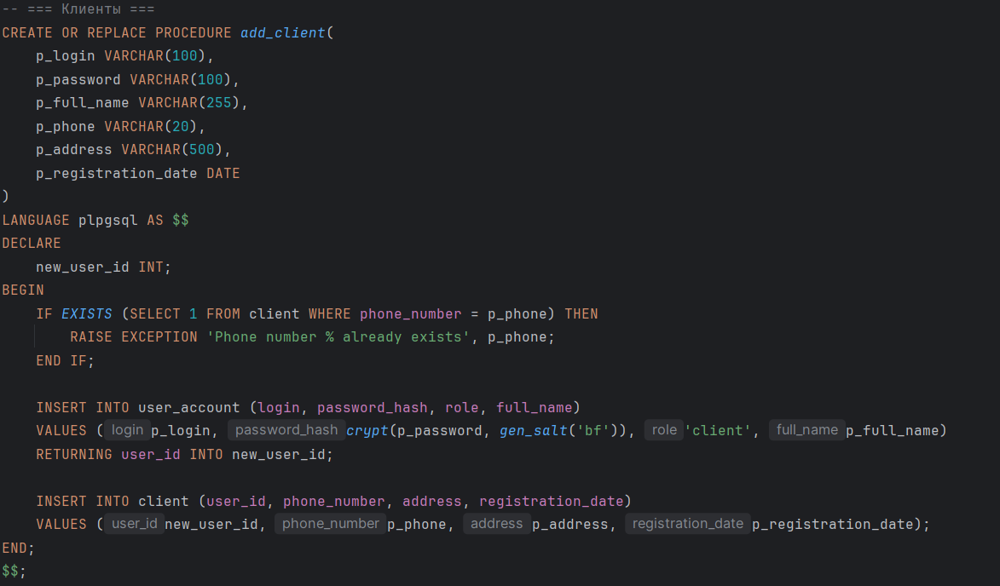 -- === Клиенты ===
CREATE OR REPLACE PROCEDURE add_client(
    p_login VARCHAR(100),
    p_password VARCHAR(100),
    p_full_name VARCHAR(255),
    p_phone VARCHAR(20),
    p_address VARCHAR(500),
    p_registration_date DATE
)
LANGUAGE plpgsql AS $$
DECLARE
    new_user_id INT;
BEGIN
    IF EXISTS (SELECT 1 FROM client WHERE phone_number = p_phone) THEN
        RAISE EXCEPTION 'Phone number % already exists', p_phone;
    END IF;

    INSERT INTO user_account (login, password_hash, role, full_name)
    VALUES ( login p_login, password_hash crypt(p_password, gen_salt('bf')), role 'client', full_name p_full_name)
    RETURNING user_id INTO new_user_id;

    INSERT INTO client (user_id, phone_number, address, registration_date)
    VALUES ( user_id new_user_id, phone_number p_phone, address p_address, registration_date p_registration_date);
END;
$$;